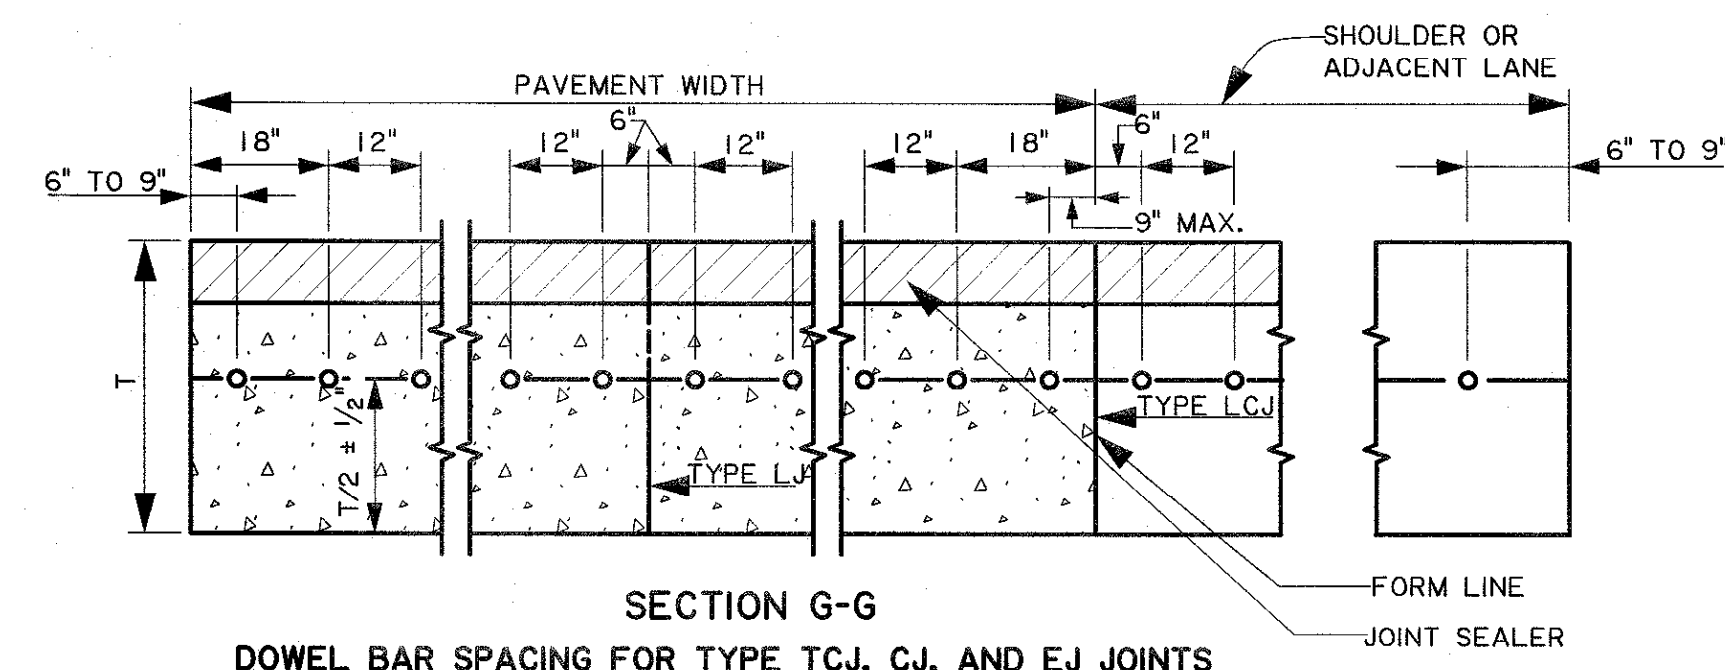 SHOULDER OR
ADJACENT LANE
PAVEMENT WIDTH
6"
6"
18"
12"
12"
12"
12"
18"
12"
6" TO 9"
6" TO 9"
9" MAX.
T
T/2 ± 1/2"
TYPE LCJ
TYPE LJ
FORM LINE
SECTION G-G
JOINT SEALER
DOWEL BAR SPACING FOR TYPE TCJ, CJ, AND EJ JOINTS